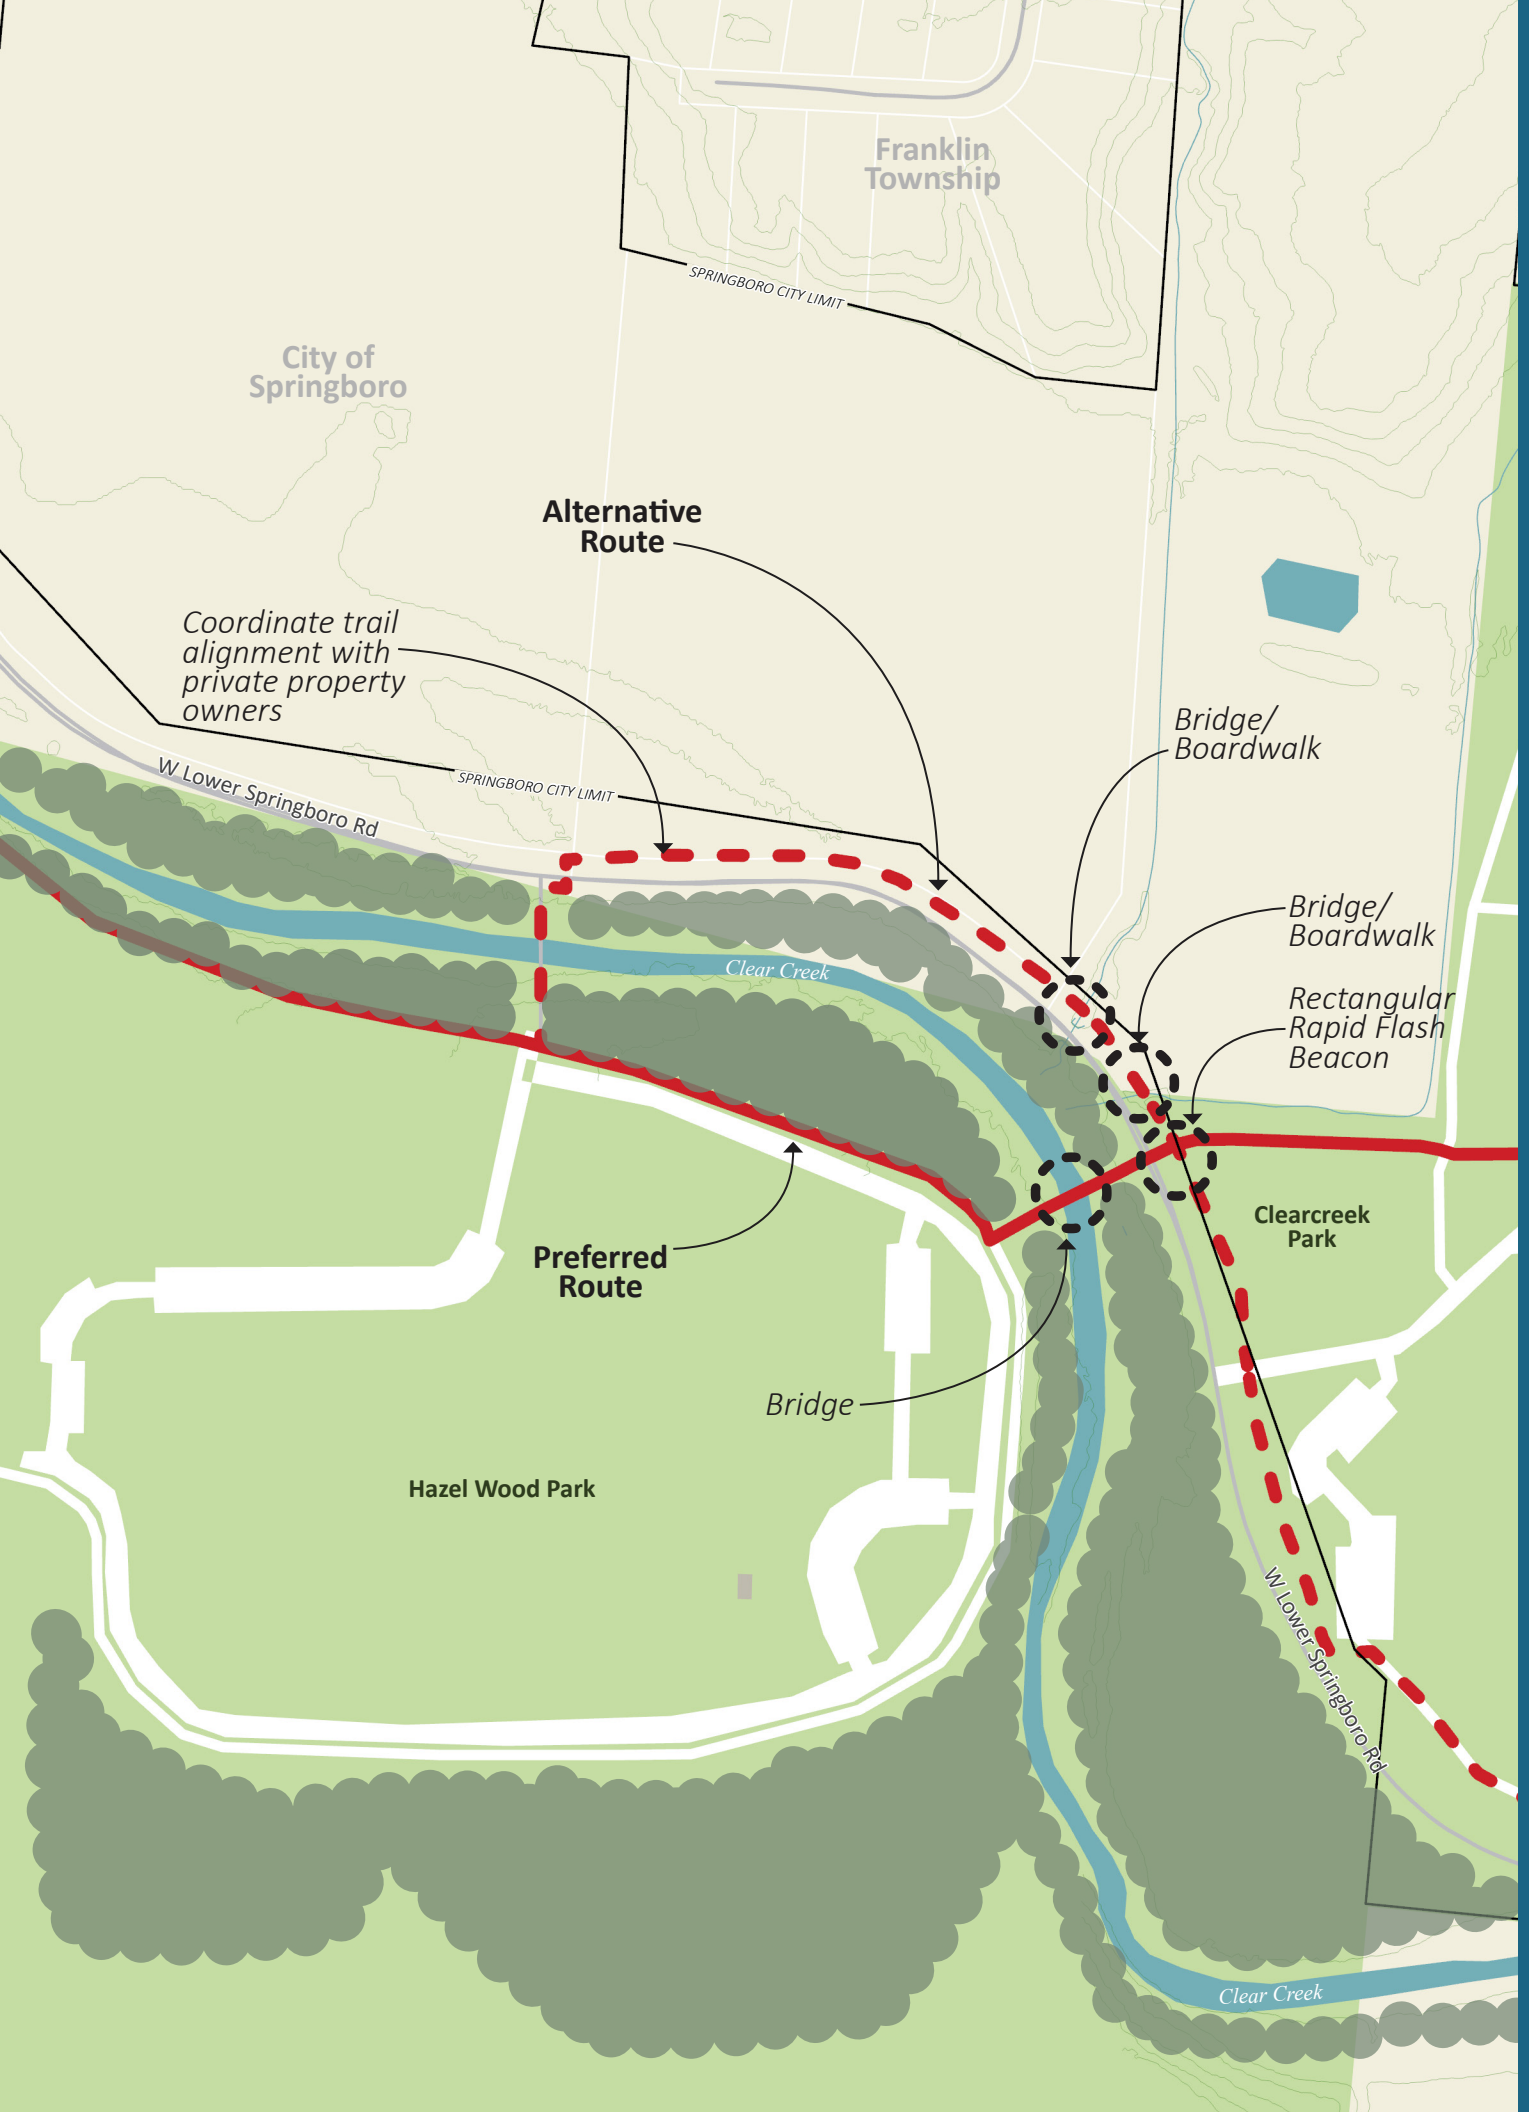 Franklin
Township
SPRINGBORO CITY LIMIT
City of
Springboro
Alternative
Route
Coordinate trail
alignment with
private property
owners
Bridge/
Boardwalk
W Lower Springboro Rd
SPRINGBORO CITY LIMIT
Bridge/
Boardwalk
Clear Creek
Rectangular
Rapid Flash
Beacon
Clearcreek
Park
Preferred
Route
Bridge
Hazel Wood Park
W Lower Springboro Rd
Clear Creek